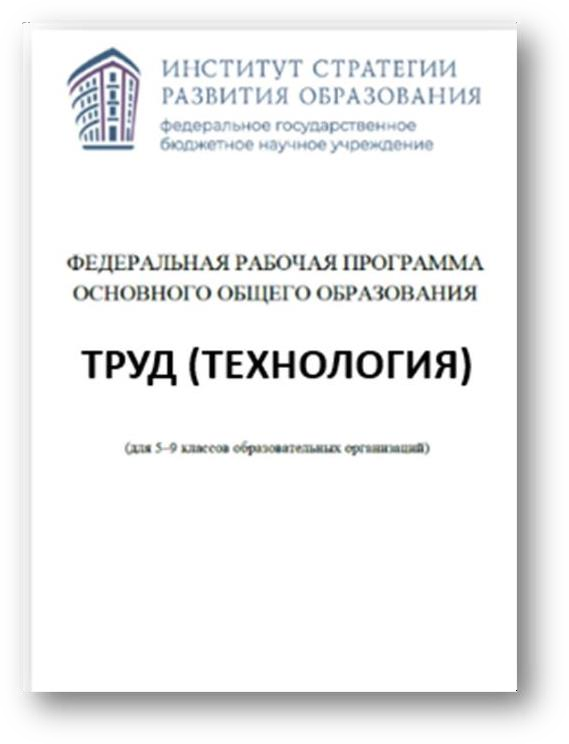 ИНСТИТУТ СТРАТЕГИИ
РАЗВИТИЯ ОБРАЗОВАНИЯ
федеральное государственное
бюджетное научное учреждение
ФЕДЕРАЛЬНАЯ РАБОЧАЯ ПРОГРАММА
ОСНОВНОГО ОБЩЕГО ОБРАЗОВАНИЯ
ТРУД (ТЕХНОЛОГИЯ)
(для 5–9 классов образовательных организаций)